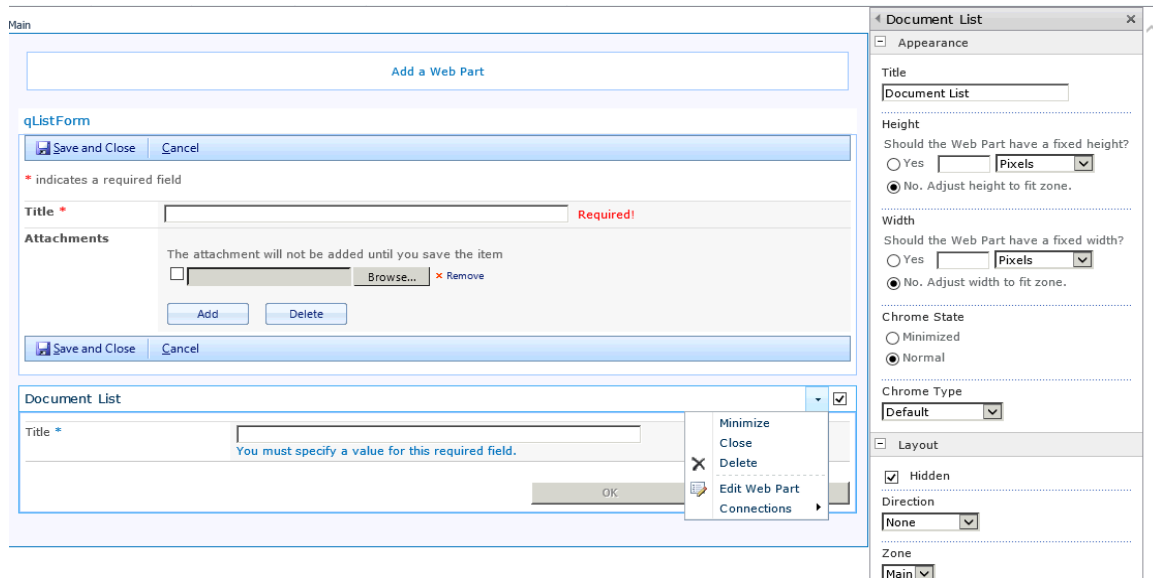 Main
Add a Web Part
qListForm
Save and Close Cancel
* indicates a required field
Title * Required!
Attachments
The attachment will not be added until you save the item
Browse... × Remove
Add Delete
Save and Close Cancel
Document List
Title *
You must specify a value for this required field.
OK
Minimize
Close
Delete
Edit Web Part
Connections
Document List ×
Appearance
Title
Document List
Height
Should the Web Part have a fixed height?
Yes Pixels
No. Adjust height to fit zone.
Width
Should the Web Part have a fixed width?
Yes Pixels
No. Adjust width to fit zone.
Chrome State
Minimized
Normal
Chrome Type
Default
Layout
Hidden
Direction
None
Zone
Main